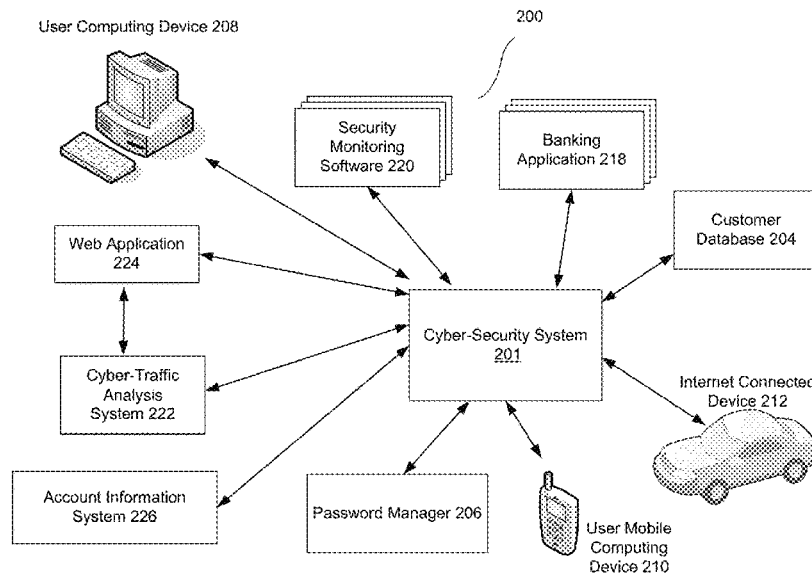 User Computing Device 208
200
Security
Monitoring
Software 220
Banking
Application 218
Customer
Database 204
Web Application
224
Cyber-Security System
201
Cyber-Traffic
Analysis
System 222
Internet Connected
Device 212
Account Information
System 226
Password Manager 206
User Mobile
Computing
Device 210